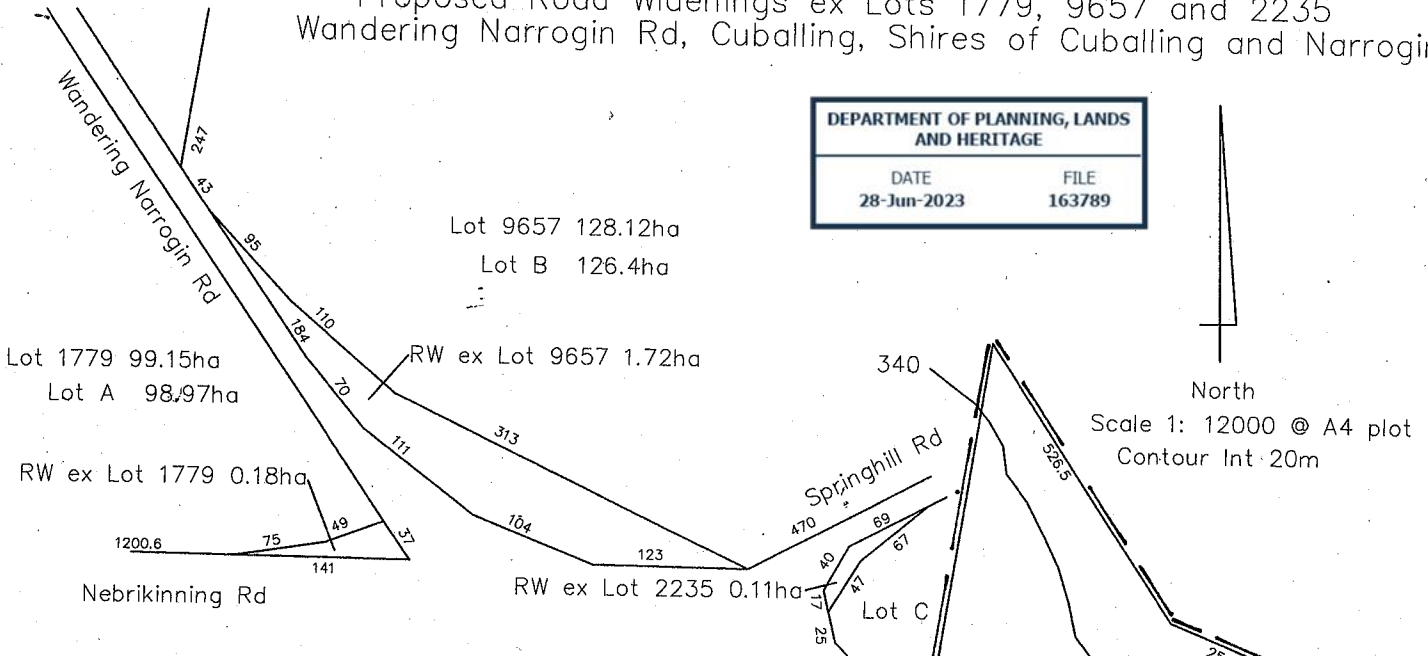 Proposed Road Widenings ex Lots 1779, 9657 and 2235
Wandering Narrogin Rd, Cuballing, Shires of Cuballing and Narrogin
DEPARTMENT OF PLANNING, LANDS
AND HERITAGE
DATE FILE
28-Jun-2023 163789
247
43
Wandering Narrogin Rd
95
Lot 9657 128.12ha
Lot B 126.4ha
110
184
RW ex Lot 9657 1.72ha
Lot 1779 99.15ha
Lot A 98.97ha
70
340
North
Scale 1: 12000 @ A4 plot
Contour Int 20m
313
111
526.5
Springhill Rd
RW ex Lot 1779 0.18ha
49
37
104
470
69
67
1200.6
75
141
123
40
47
Nebrikinning Rd
RW ex Lot 2235 0.11ha
17
Lot C
25